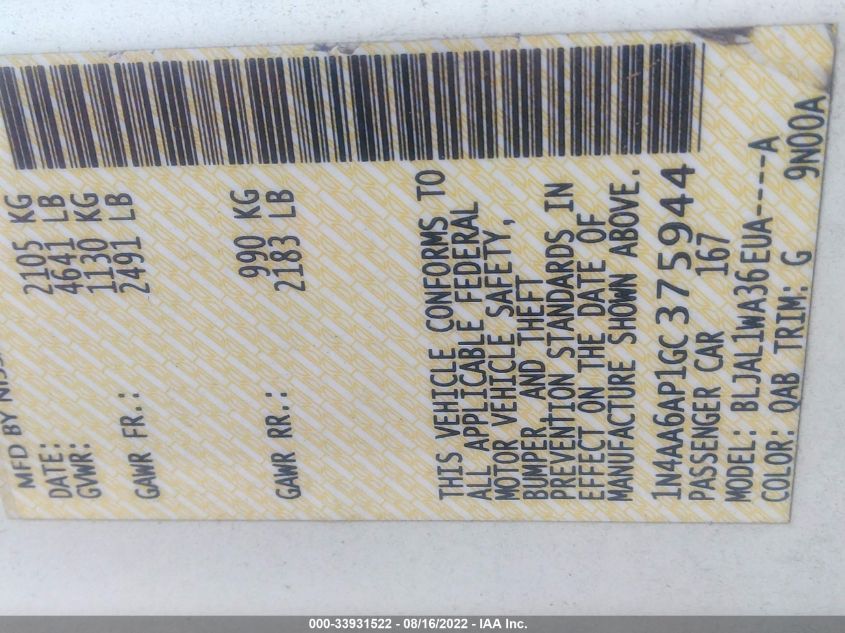 MFD BY
DATE:
GVWR: 2105 KG
4641 LB
GAWR FR.: 1130 KG
2491 LB
GAWR RR.: 990 KG
2183 LB
THIS VEHICLE CONFORMS TO
ALL APPLICABLE FEDERAL
MOTOR VEHICLE SAFETY,
BUMPER, AND THEFT
PREVENTION STANDARDS IN
EFFECT ON THE DATE OF
MANUFACTURE SHOWN ABOVE.
1N4AA6AP1GC375944
PASSENGER CAR 167
MODEL: BLJAL1WA36EUA----A
COLOR: QAB TRIM: G 9N00A
000-33931522 - 08/16/2022 - IAA Inc.